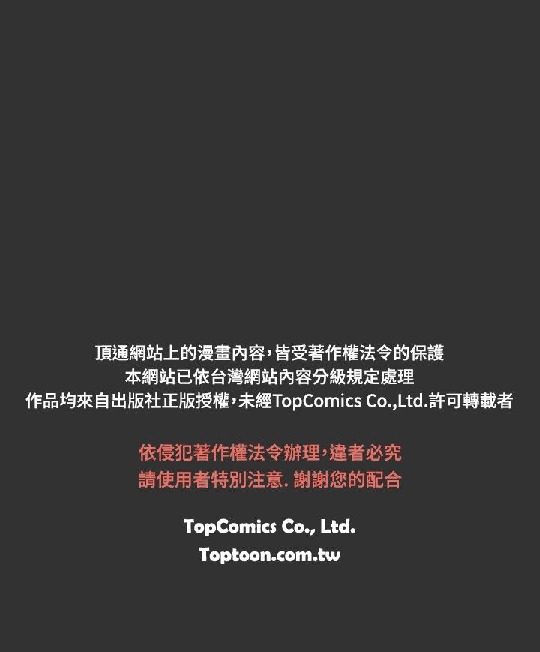 頂通網站上的漫畫內容，皆受著作權法令的保護
本網站已依台灣網站內容分級規定處理
作品均來自出版社正版授權，未經TopComics Co.,Ltd.許可轉載者
依侵犯著作權法令辦理，違者必究
請使用者特別注意. 謝謝您的配合
TopComics Co., Ltd.
Toptoon.com.tw